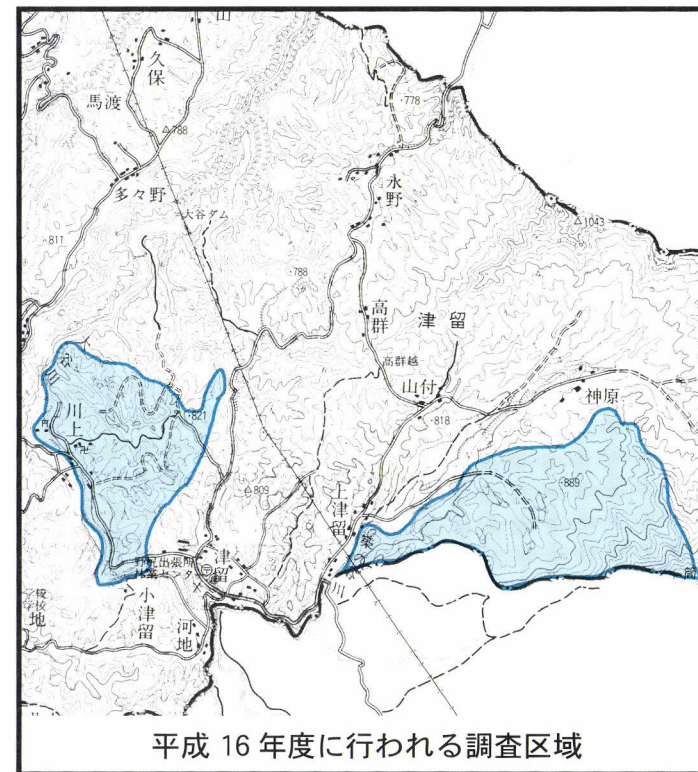 山
久保
馬渡
788
多々野
大谷ダム
811
788
778
永野
1043
高群
津留
高群越
山付
818
神原
川上
821
809
上津留
889
津留
小津留
河地
川
平成 16 年度に行われる調査区域